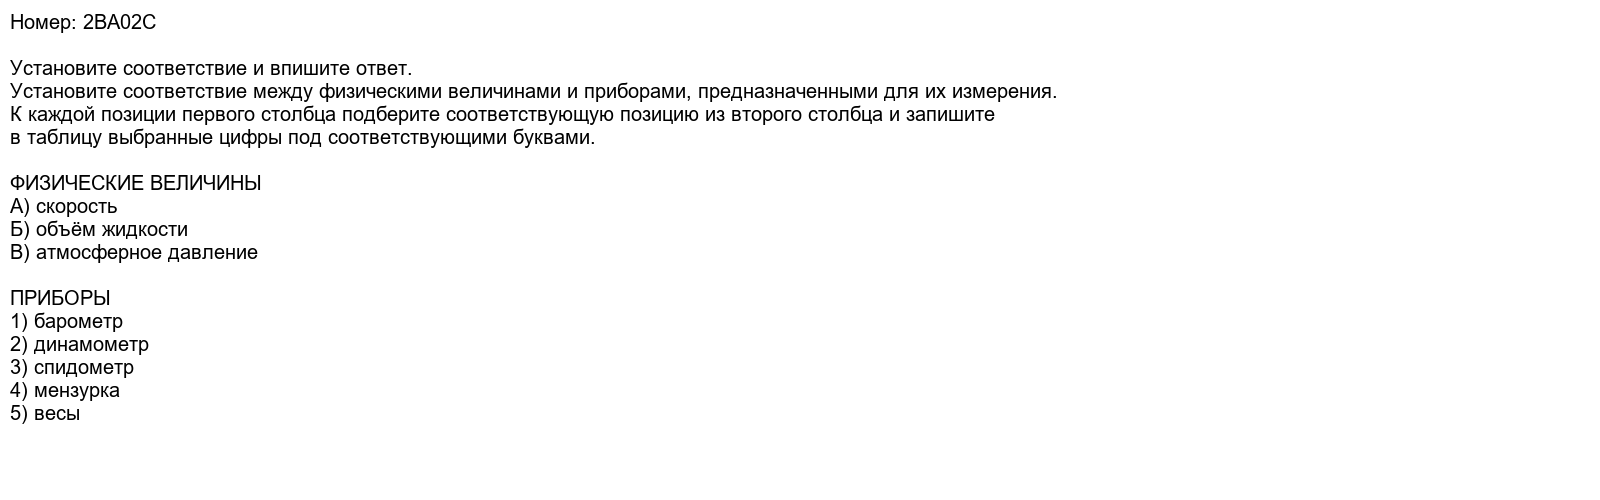 Номер: 2BA02C
Установите соответствие и впишите ответ.
Установите соответствие между физическими величинами и приборами, предназначенными для их измерения.
К каждой позиции первого столбца подберите соответствующую позицию из второго столбца и запишите
в таблицу выбранные цифры под соответствующими буквами.
ФИЗИЧЕСКИЕ ВЕЛИЧИНЫ
А) скорость
Б) объём жидкости
В) атмосферное давление
ПРИБОРЫ
1) барометр
2) динамометр
3) спидометр
4) мензурка
5) весы